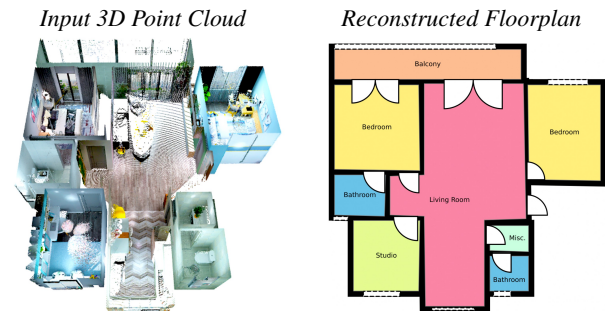 Input 3D Point Cloud
Reconstructed Floorplan
Balcony
Bedroom
Bedroom
Bathroom
Living Room
Misc.
Studio
Bathroom